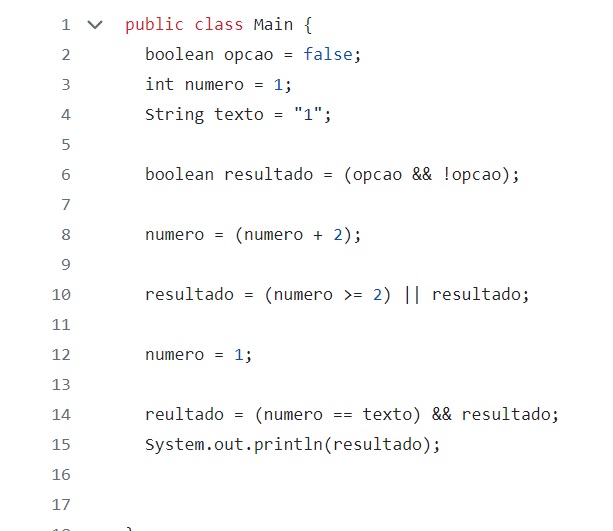 1 public class Main {
2 boolean opcao = false;
3 int numero = 1;
4 String texto = "1";
5
6 boolean resultado = (opcao && !opcao);
7
8 numero = (numero + 2);
9
10 resultado = (numero >= 2) || resultado;
11
12 numero = 1;
13
14 reultado = (numero == texto) && resultado;
15 System.out.println(resultado);
16
17
18 }